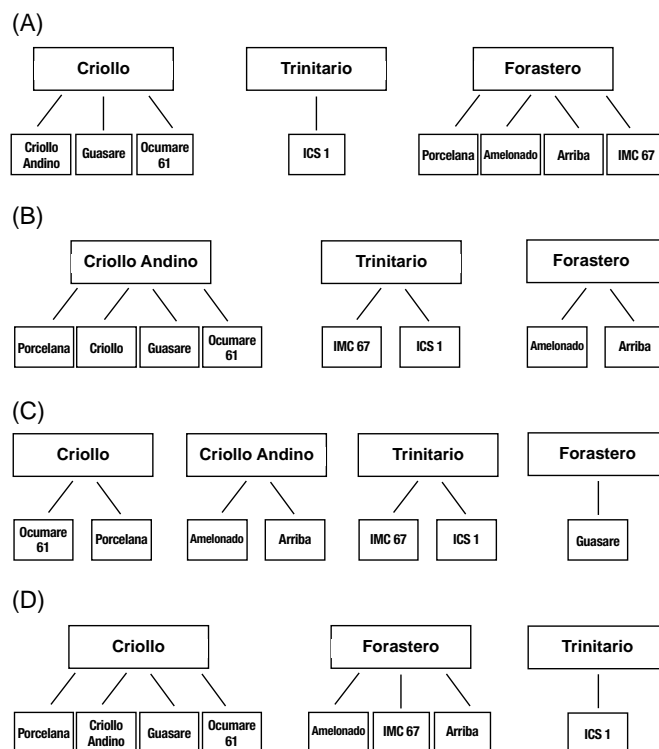 (A)
Criollo Trinitario Forastero
Criollo Andino Guasare Ocumare 61 ICS 1 Porcelana Amelonado Arriba IMC 67
(B)
Criollo Andino Trinitario Forastero
Porcelana Criollo Guasare Ocumare 61 IMC 67 ICS 1 Amelonado Arriba
(C)
Criollo Criollo Andino Trinitario Forastero
Ocumare 61 Porcelana Amelonado Arriba IMC 67 ICS 1 Guasare
(D)
Criollo Forastero Trinitario
Porcelana Criollo Andino Guasare Ocumare 61 Amelonado IMC 67 Arriba ICS 1